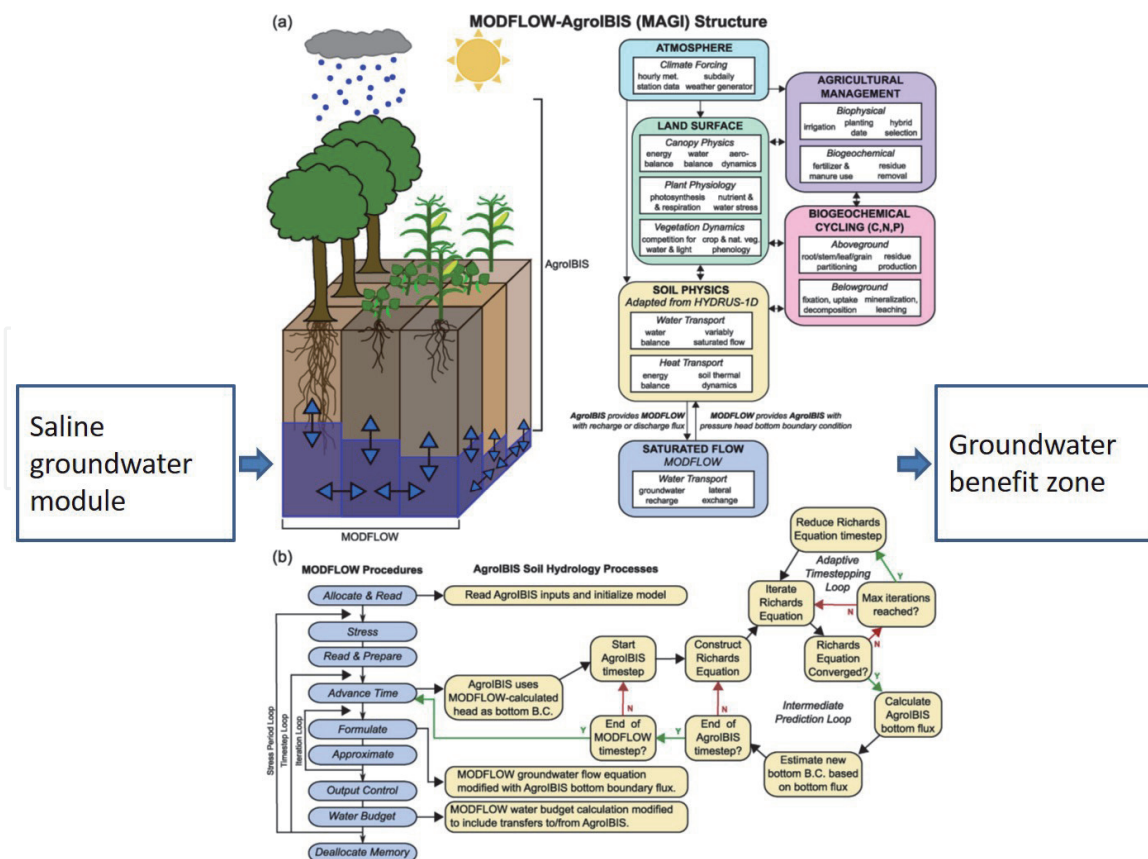 (a)
MODFLOW-AgroIBIS (MAGI) Structure
ATMOSPHERE
Climate Forcing
hourly met. subdaily
station data weather generator
AGRICULTURAL
MANAGEMENT
Biophysical
irrigation planting hybrid
date selection
Biogeochemical
fertilizer & residue
manure use removal
LAND SURFACE
Canopy Physics
energy water aero-
balance balance dynamics
Plant Physiology
photosynthesis nutrient &
& respiration water stress
Vegetation Dynamics
competition for crop & nat. veg.
water & light phenology
BIOGEOCHEMICAL
CYCLING (C,N,P)
Aboveground
root/stem/leaf/grain residue
partitioning production
Belowground
fixation, uptake mineralization,
decomposition leaching
SOIL PHYSICS
Adapted from HYDRUS-1D
Water Transport
water variably
balance saturated flow
Heat Transport
energy soil thermal
balance dynamics
AgroIBIS provides MODFLOW
with recharge or discharge flux
MODFLOW provides AgroIBIS with
pressure head bottom boundary condition
SATURATED FLOW
MODFLOW
Water Transport
groundwater lateral
recharge exchange
AgroIBIS
MODFLOW
Saline
groundwater
module
Groundwater
benefit zone
(b)
MODFLOW Procedures
AgroIBIS Soil Hydrology Processes
Allocate & Read
Stress
Read & Prepare
Advance Time
Formulate
Approximate
Output Control
Water Budget
Deallocate Memory
Stress Period Loop
Timestep Loop
Iteration Loop
Read AgroIBIS inputs and initialize model
AgroIBIS uses
MODFLOW-calculated
head as bottom B.C.
Start
AgroIBIS
timestep
Construct
Richards
Equation
Iterate
Richards
Equation
Reduce Richards
Equation timestep
Adaptive
Timestepping
Loop
Max iterations
reached?
Richards
Equation
Converged?
Calculate
AgroIBIS
bottom flux
Intermediate
Prediction Loop
Estimate new
bottom B.C. based
on bottom flux
End of
AgroIBIS
timestep?
End of
MODFLOW
timestep?
Y
N
N
Y
N
Y
N
Y
MODFLOW groundwater flow equation
modified with AgroIBIS bottom boundary flux.
MODFLOW water budget calculation modified
to include transfers to/from AgroIBIS.